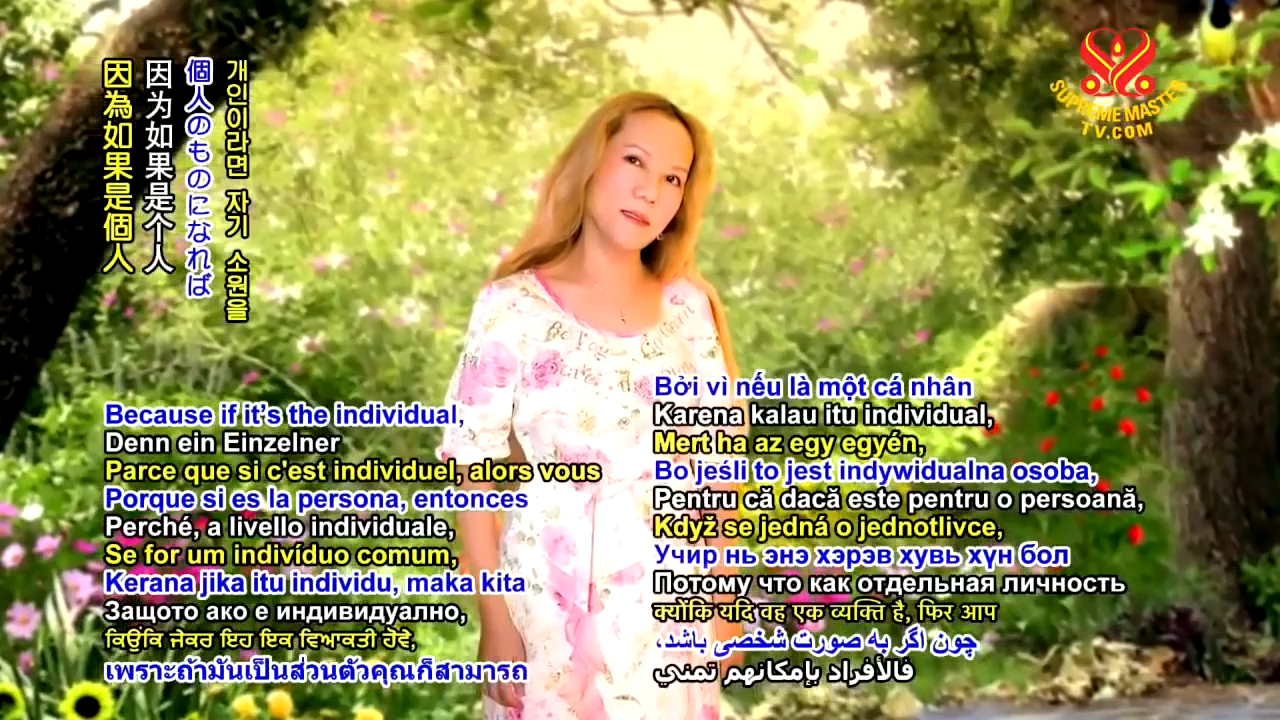 因為如果是個人
因为如果是个人
個人のものになれば
개인이라면 자기 소원을
SUPREME MASTER
TV.COM
Because if it's the individual,
Denn ein Einzelner
Parce que si c'est individuel, alors vous
Porque si es la persona, entonces
Perché, a livello individuale,
Se for um indivíduo comum,
Kerana jika itu individu, maka kita
Защото ако е индивидуално,
ਕਿਉਂਕਿ ਜੇਕਰ ਇਹ ਇਕ ਵਿਆਕਤੀ ਹੋਵੇ,
เพราะถ้ามันเป็นส่วนตัวคุณก็สามารถ
Bởi vì nếu là một cá nhân
Karena kalau itu individual,
Mert ha az egy egyén,
Bo jeśli to jest indywidualna osoba,
Pentru că dacă este pentru o persoană,
Když se jedná o jednotlivce,
Учир нь энэ хэрэв хувь хүн бол
Потому что как отдельная личность
क्योंकि यदि वह एक व्यक्ति है, फिर आप
چون اگر به صورت شخصی باشد،
فالأفراد بإمكانهم تمني